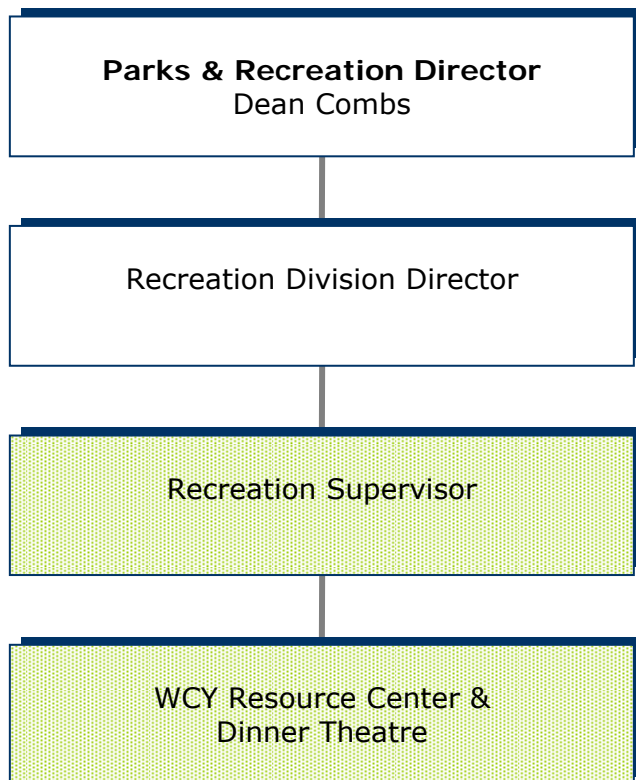 Parks & Recreation Director
Dean Combs
Recreation Division Director
Recreation Supervisor
WCY Resource Center &
Dinner Theatre